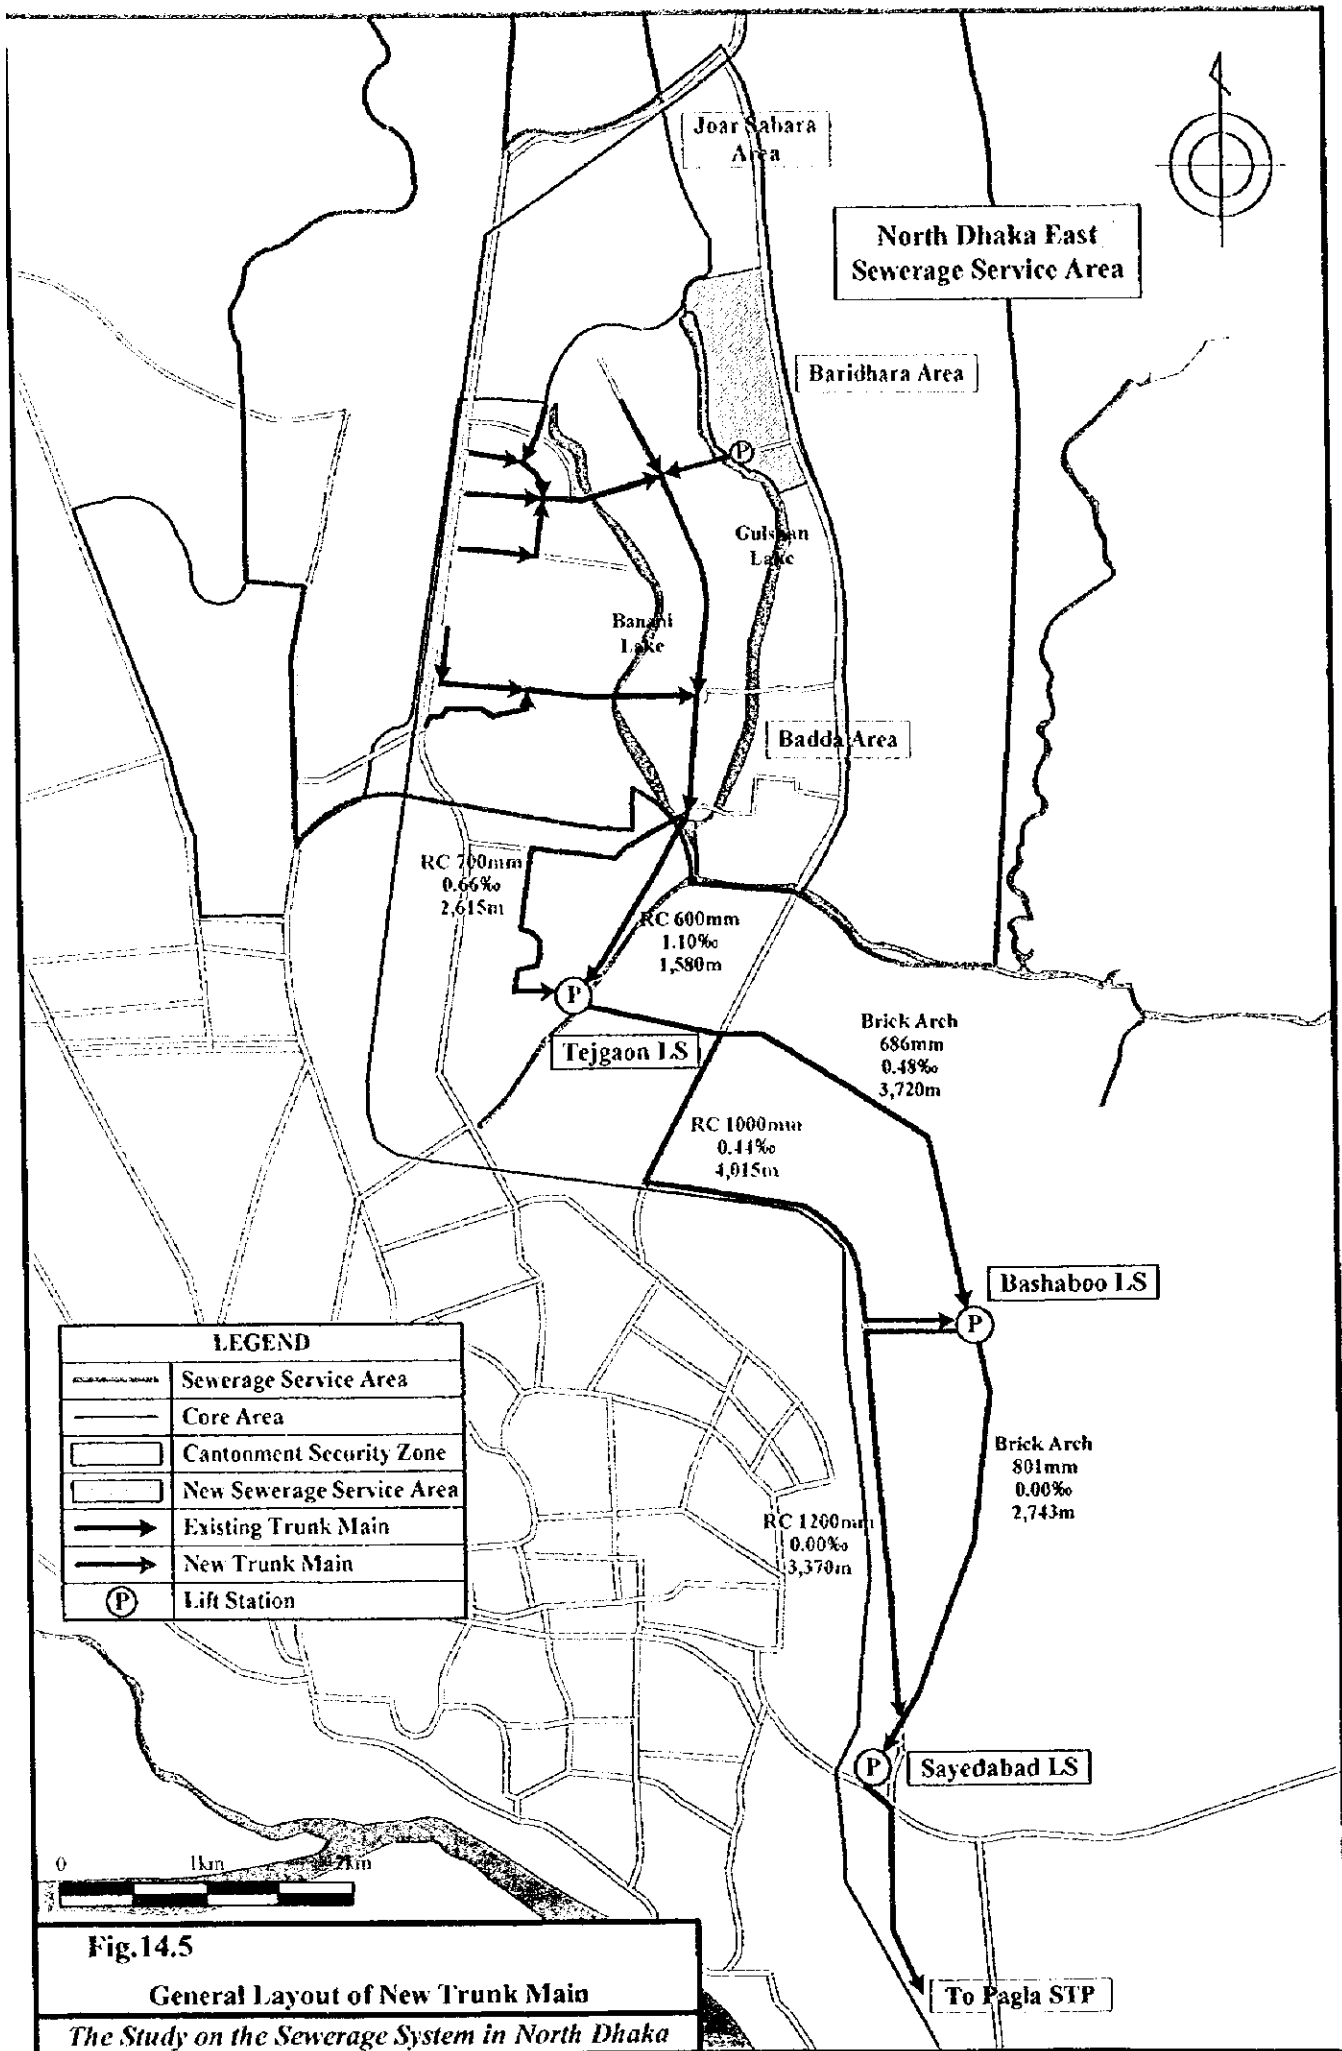 Joar Sahara
Area
North Dhaka East
Sewerage Service Area
Baridhara Area
P
Gulshan
Lake
Banani
Lake
Badda Area
RC 700mm
0.66‰
2,615m
RC 600mm
1.10‰
1,580m
P
Tejgaon LS
Brick Arch
686mm
0.48‰
3,720m
RC 1000mm
0.44‰
4,015m
Bashaboo LS
P
LEGEND
Sewerage Service Area
Core Area
Cantonment Security Zone
New Sewerage Service Area
Existing Trunk Main
New Trunk Main
P Lift Station
Brick Arch
801mm
0.00‰
2,743m
RC 1200mm
0.00‰
3,370m
P
Sayedabad LS
0 1km 2km
Fig.14.5
General Layout of New Trunk Main
The Study on the Sewerage System in North Dhaka
To Pagla STP